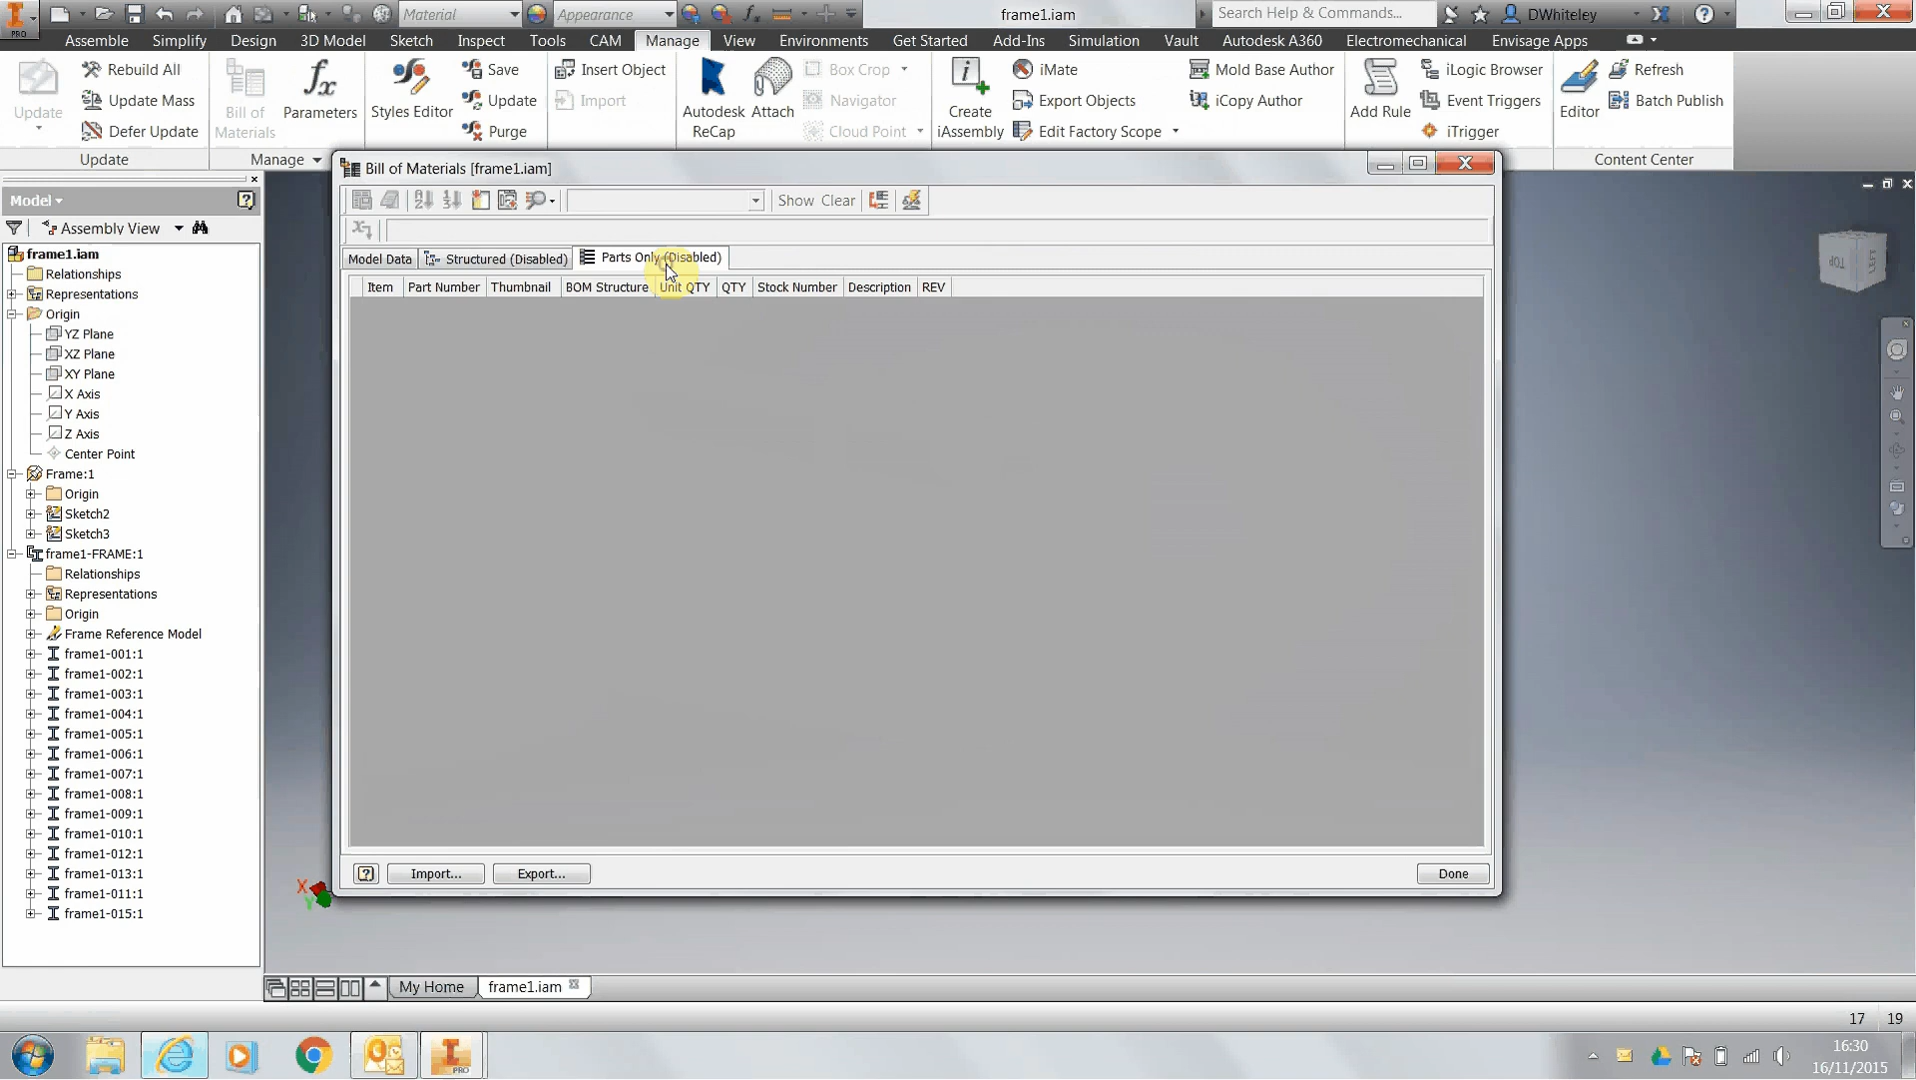 Material
Appearance
frame1.iam
Search Help & Commands...
DWhiteley
PRO
Assemble Simplify Design 3D Model Sketch Inspect Tools CAM Manage View Environments Get Started Add-Ins Simulation Vault Autodesk A360 Electromechanical Envisage Apps
Update
Rebuild All
Update Mass
Defer Update
Update
Bill of
Materials
fx
Parameters
Manage
Styles Editor
Save
Update
Purge
Insert Object
Import
Autodesk
ReCap
Attach
Box Crop
Navigator
Cloud Point
Create
iAssembly
iMate
Export Objects
Edit Factory Scope
Mold Base Author
iCopy Author
Add Rule
iLogic Browser
Event Triggers
iTrigger
Editor
Refresh
Batch Publish
Content Center
Model
Assembly View
frame1.iam
Relationships
Representations
Origin
YZ Plane
XZ Plane
XY Plane
X Axis
Y Axis
Z Axis
Center Point
Frame:1
Origin
Sketch2
Sketch3
frame1-FRAME:1
Relationships
Representations
Origin
Frame Reference Model
frame1-001:1
frame1-002:1
frame1-003:1
frame1-004:1
frame1-005:1
frame1-006:1
frame1-007:1
frame1-008:1
frame1-009:1
frame1-010:1
frame1-012:1
frame1-013:1
frame1-011:1
frame1-015:1
Bill of Materials [frame1.iam]
Show Clear
Model Data Structured (Disabled) Parts Only (Disabled)
Item Part Number Thumbnail BOM Structure Unit QTY QTY Stock Number Description REV
Import... Export... Done
TOP LEFT
X
Y
My Home frame1.iam
17 19
PRO
16:30
16/11/2015